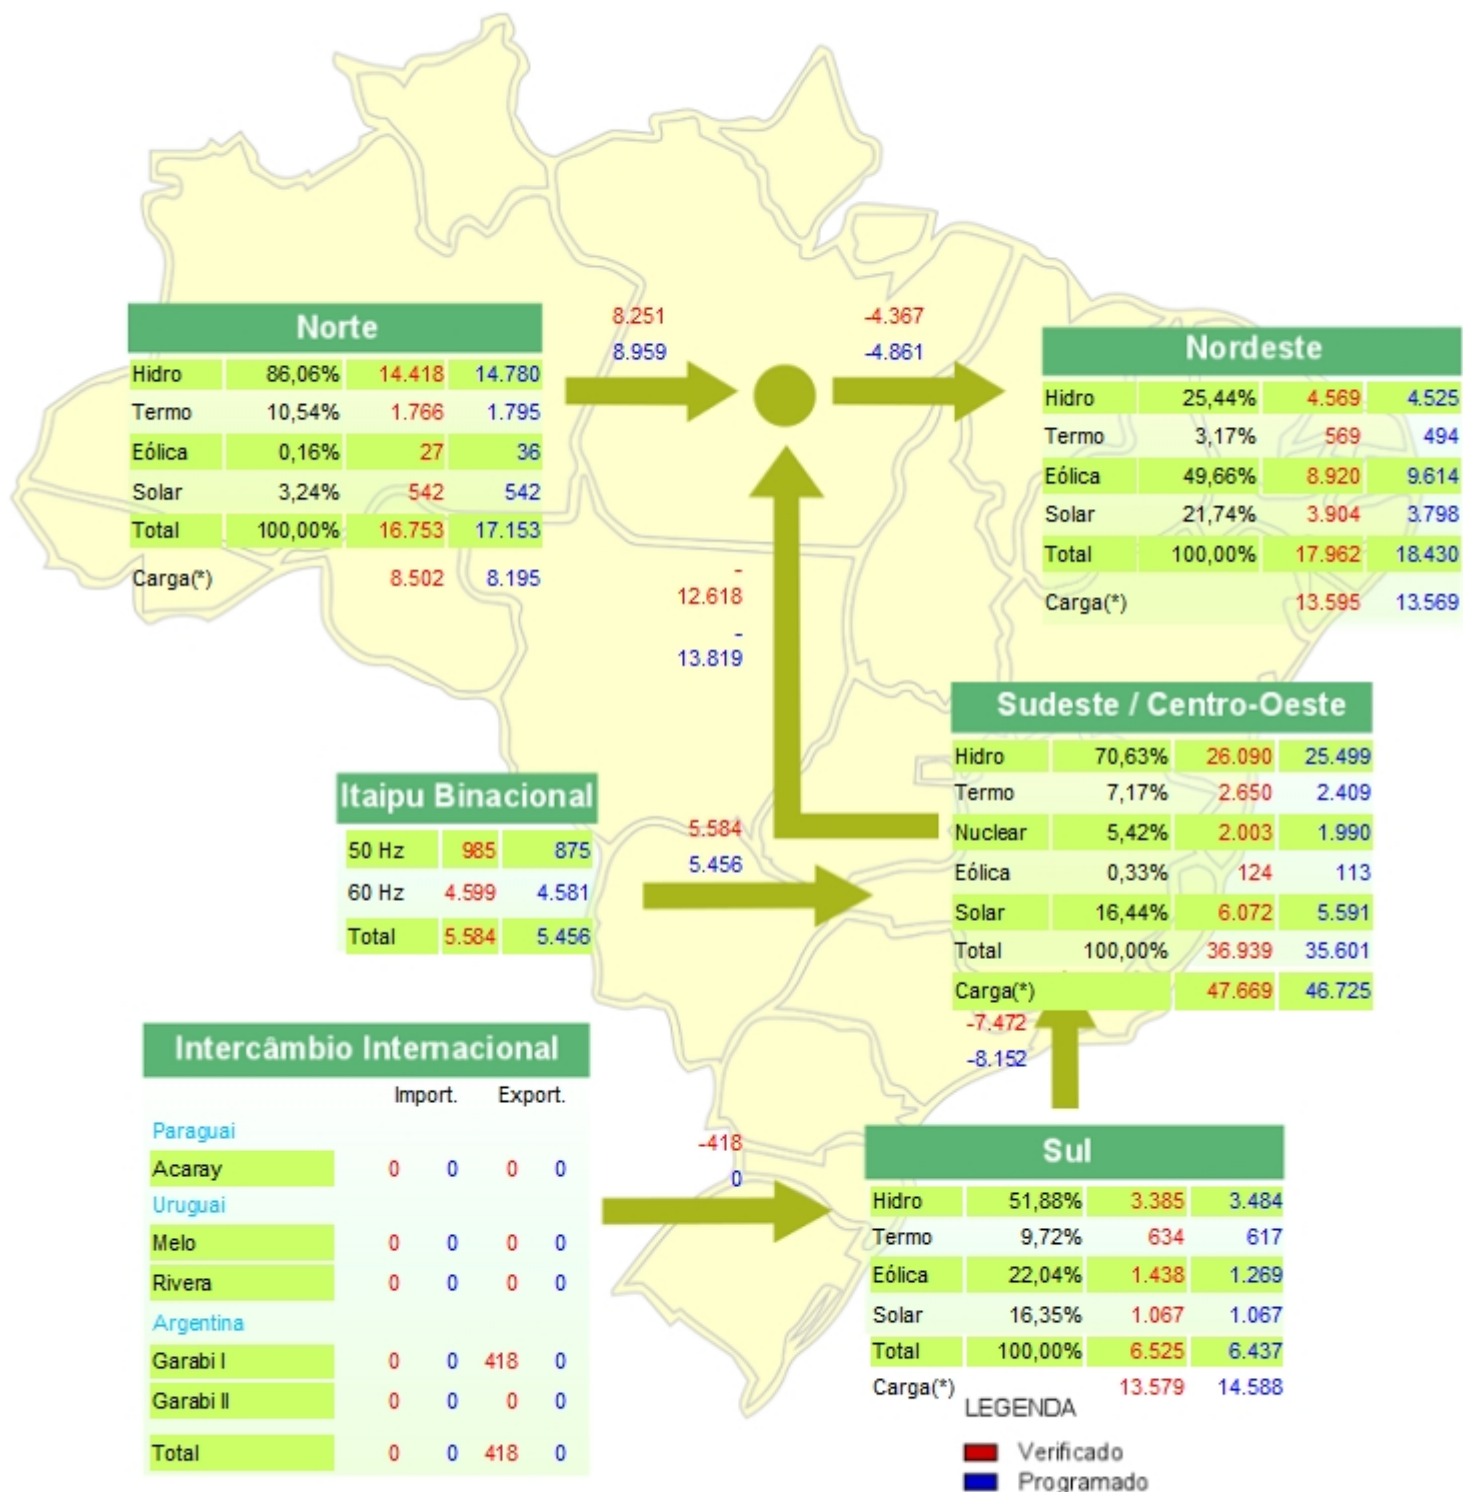 Norte
Hidro 86,06% 14.418 14.780
Termo 10,54% 1.766 1.795
Eólica 0,16% 27 36
Solar 3,24% 542 542
Total 100,00% 16.753 17.153
Carga(*) 8.502 8.195
8.251
8.959
-4.367
-4.861
Nordeste
Hidro 25,44% 4.569 4.525
Termo 3,17% 569 494
Eólica 49,66% 8.920 9.614
Solar 21,74% 3.904 3.798
Total 100,00% 17.962 18.430
Carga(*) 13.595 13.569
-
12.618
-
13.819
Sudeste / Centro-Oeste
Hidro 70,63% 26.090 25.499
Termo 7,17% 2.650 2.409
Nuclear 5,42% 2.003 1.990
Eólica 0,33% 124 113
Solar 16,44% 6.072 5.591
Total 100,00% 36.939 35.601
Carga(*) 47.669 46.725
Itaipu Binacional
50 Hz 985 875
60 Hz 4.599 4.581
Total 5.584 5.456
5.584
5.456
-7.472
-8.152
Intercâmbio Internacional
Import. Export.
Paraguai
Acaray 0 0 0 0
Uruguai
Melo 0 0 0 0
Rivera 0 0 0 0
Argentina
Garabi I 0 0 418 0
Garabi II 0 0 0 0
Total 0 0 418 0
-418
0
Sul
Hidro 51,88% 3.385 3.484
Termo 9,72% 634 617
Eólica 22,04% 1.438 1.269
Solar 16,35% 1.067 1.067
Total 100,00% 6.525 6.437
Carga(*) 13.579 14.588
LEGENDA
Verificado
Programado